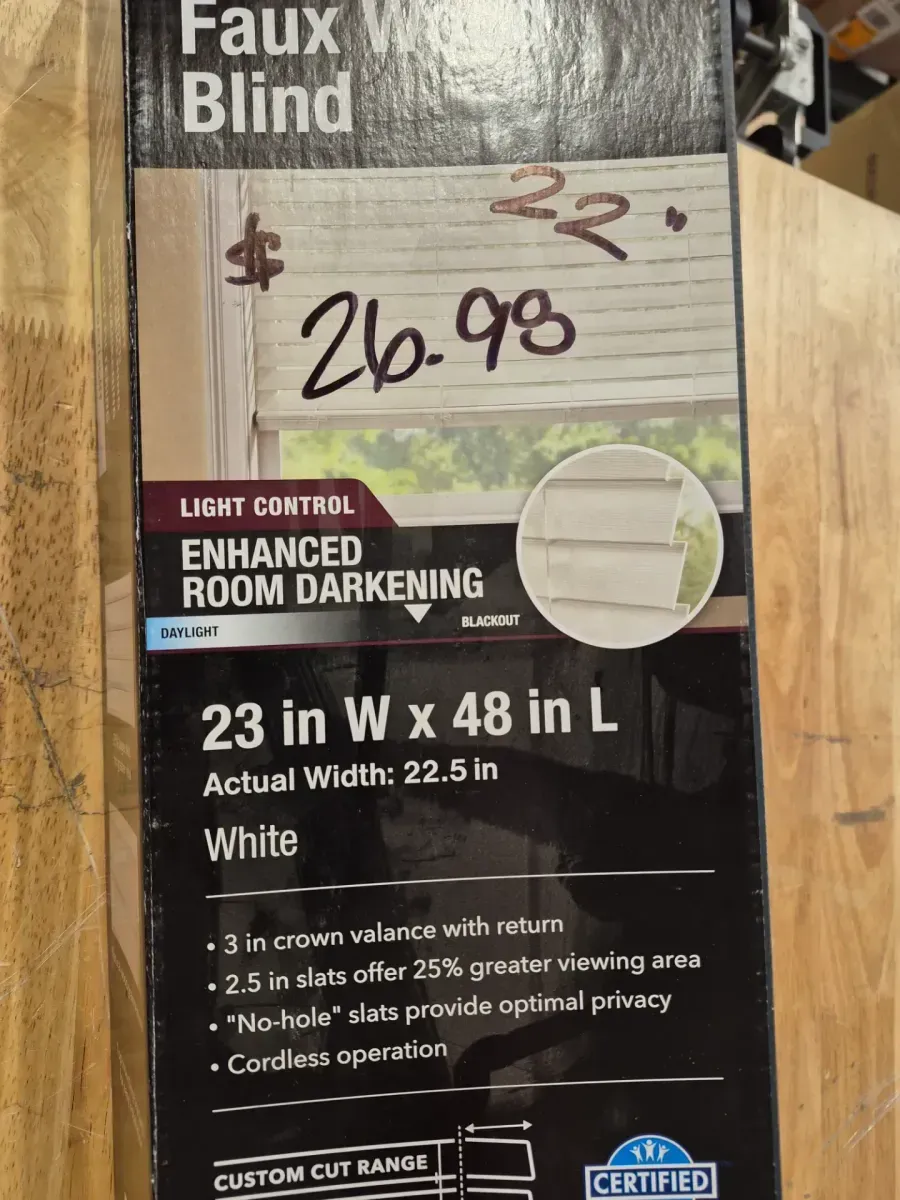 Faux Wood
Blind
22"
$
26.98
LIGHT CONTROL
ENHANCED
ROOM DARKENING
DAYLIGHT
BLACKOUT
23 in W x 48 in L
Actual Width: 22.5 in
White
• 3 in crown valance with return
• 2.5 in slats offer 25% greater viewing area
• "No-hole" slats provide optimal privacy
• Cordless operation
CUSTOM CUT RANGE
CERTIFIED